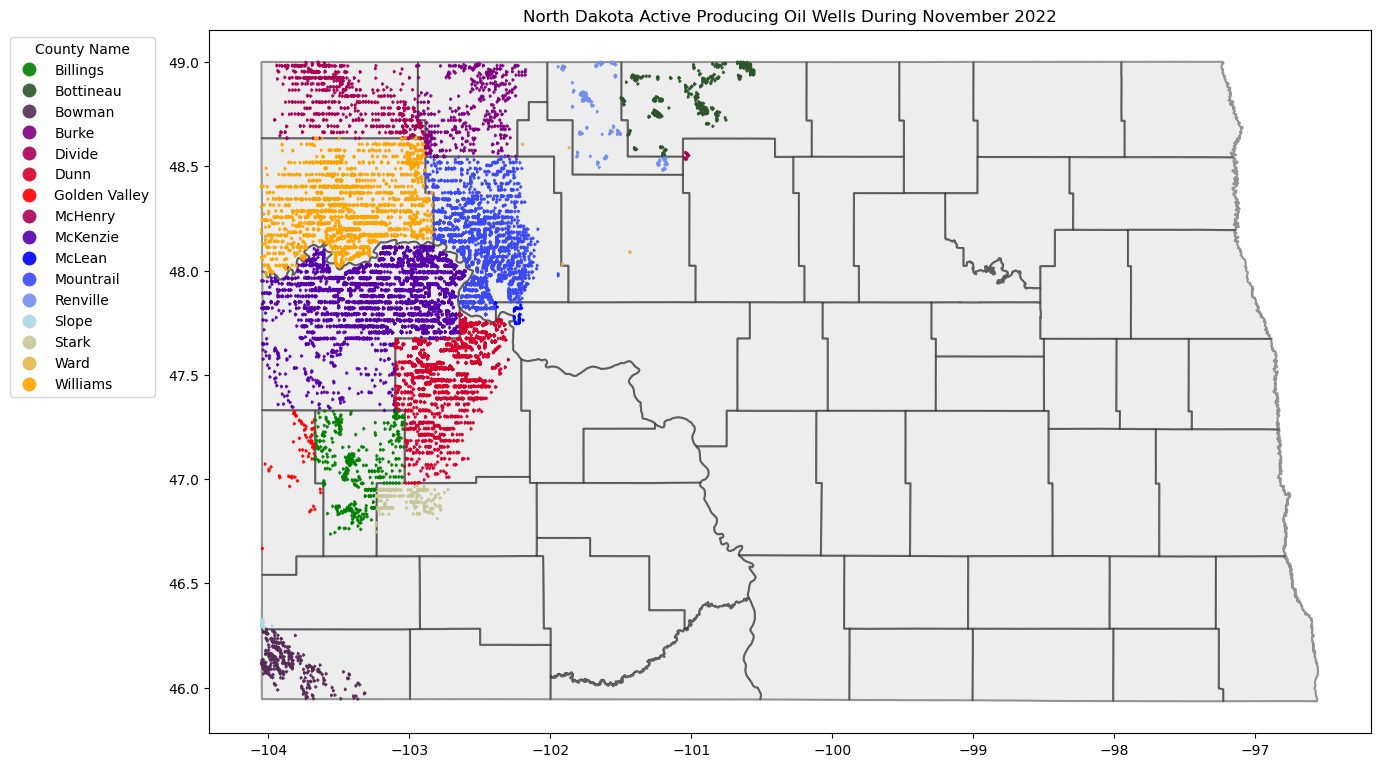 North Dakota Active Producing Oil Wells During November 2022
County Name
Billings
Bottineau
Bowman
Burke
Divide
Dunn
Golden Valley
McHenry
McKenzie
McLean
Mountrail
Renville
Slope
Stark
Ward
Williams
49.0
48.5
48.0
47.5
47.0
46.5
46.0
−104
−103
−102
−101
−100
−99
−98
−97